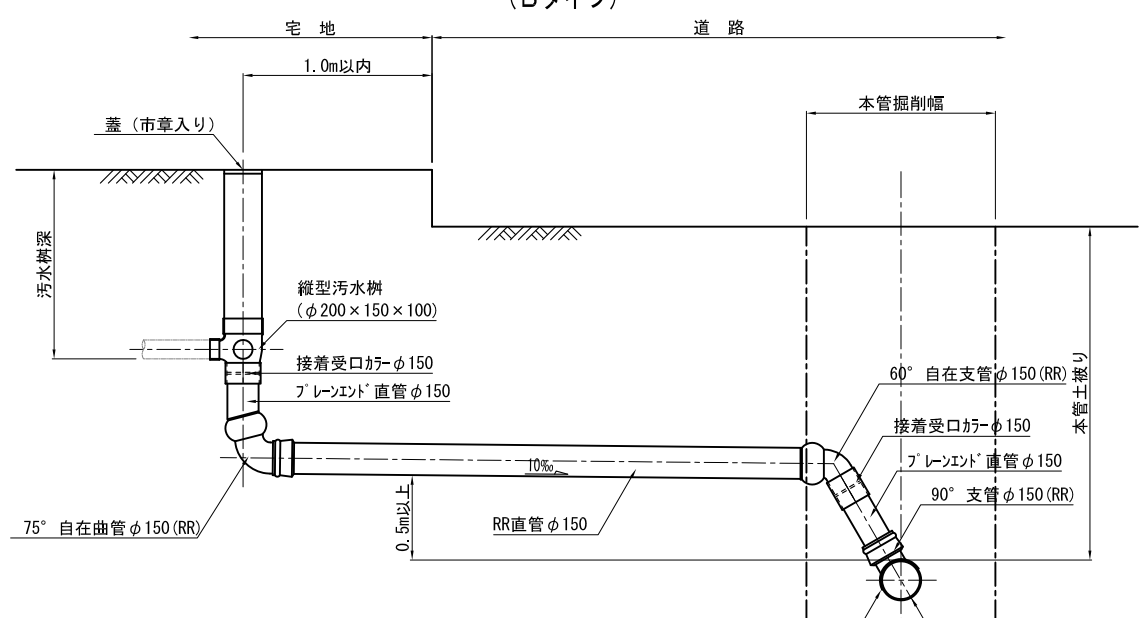 (Bタイプ)
宅 地
道 路
1.0m以内
本管掘削幅
蓋(市章入り)
汚水桝深
縦型汚水桝
(φ200×150×100)
接着受口カラーφ150
プレーンエンド直管φ150
60° 自在支管φ150(RR)
本管土被り
接着受口カラーφ150
プレーンエンド直管φ150
10‰
90° 支管φ150(RR)
75° 自在曲管φ150(RR)
0.5m以上
RR直管φ150